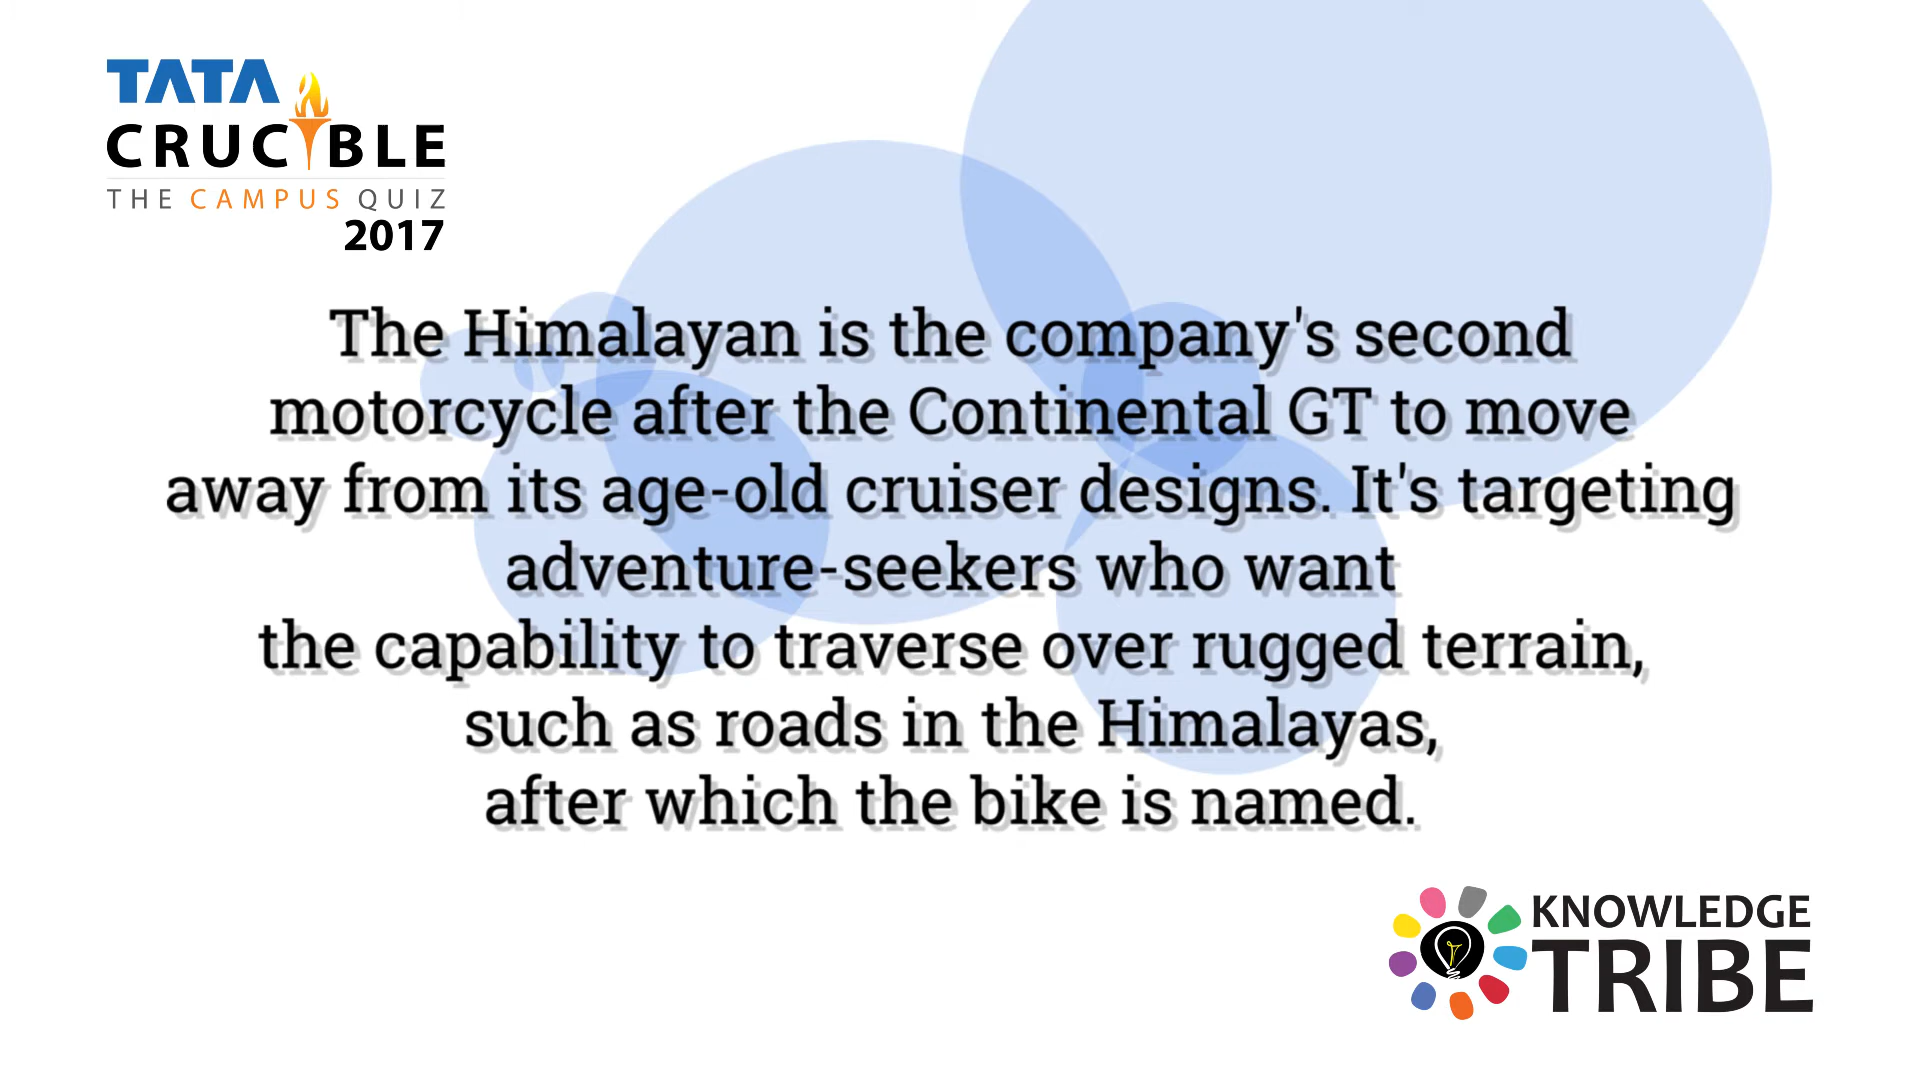 TATA
CRUCIBLE
THE CAMPUS QUIZ
2017
The Himalayan is the company's second
motorcycle after the Continental GT to move
away from its age-old cruiser designs. It's targeting
adventure-seekers who want
the capability to traverse over rugged terrain,
such as roads in the Himalayas,
after which the bike is named.
KNOWLEDGE
TRIBE